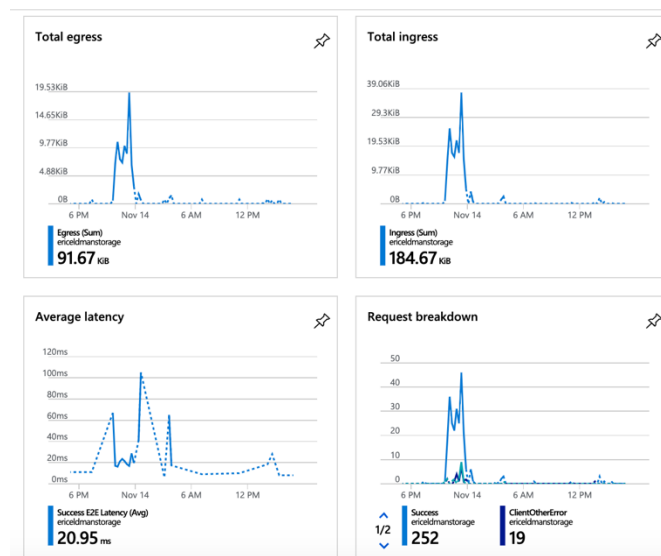 Total egress
19.53KiB
14.65KiB
9.77KiB
4.88KiB
0B
6 PM Nov 14 6 AM 12 PM
Egress (Sum)
ericeldmanstorage
91.67 KiB
Total ingress
39.06KiB
29.3KiB
19.53KiB
9.77KiB
0B
6 PM Nov 14 6 AM 12 PM
Ingress (Sum)
ericeldmanstorage
184.67 KiB
Average latency
120ms
100ms
80ms
60ms
40ms
20ms
0ms
6 PM Nov 14 6 AM 12 PM
Success E2E Latency (Avg)
ericeldmanstorage
20.95 ms
Request breakdown
50
40
30
20
10
0
6 PM Nov 14 6 AM 12 PM
1/2
Success
ericeldmanstorage
252
ClientOtherError
ericeldmanstorage
19